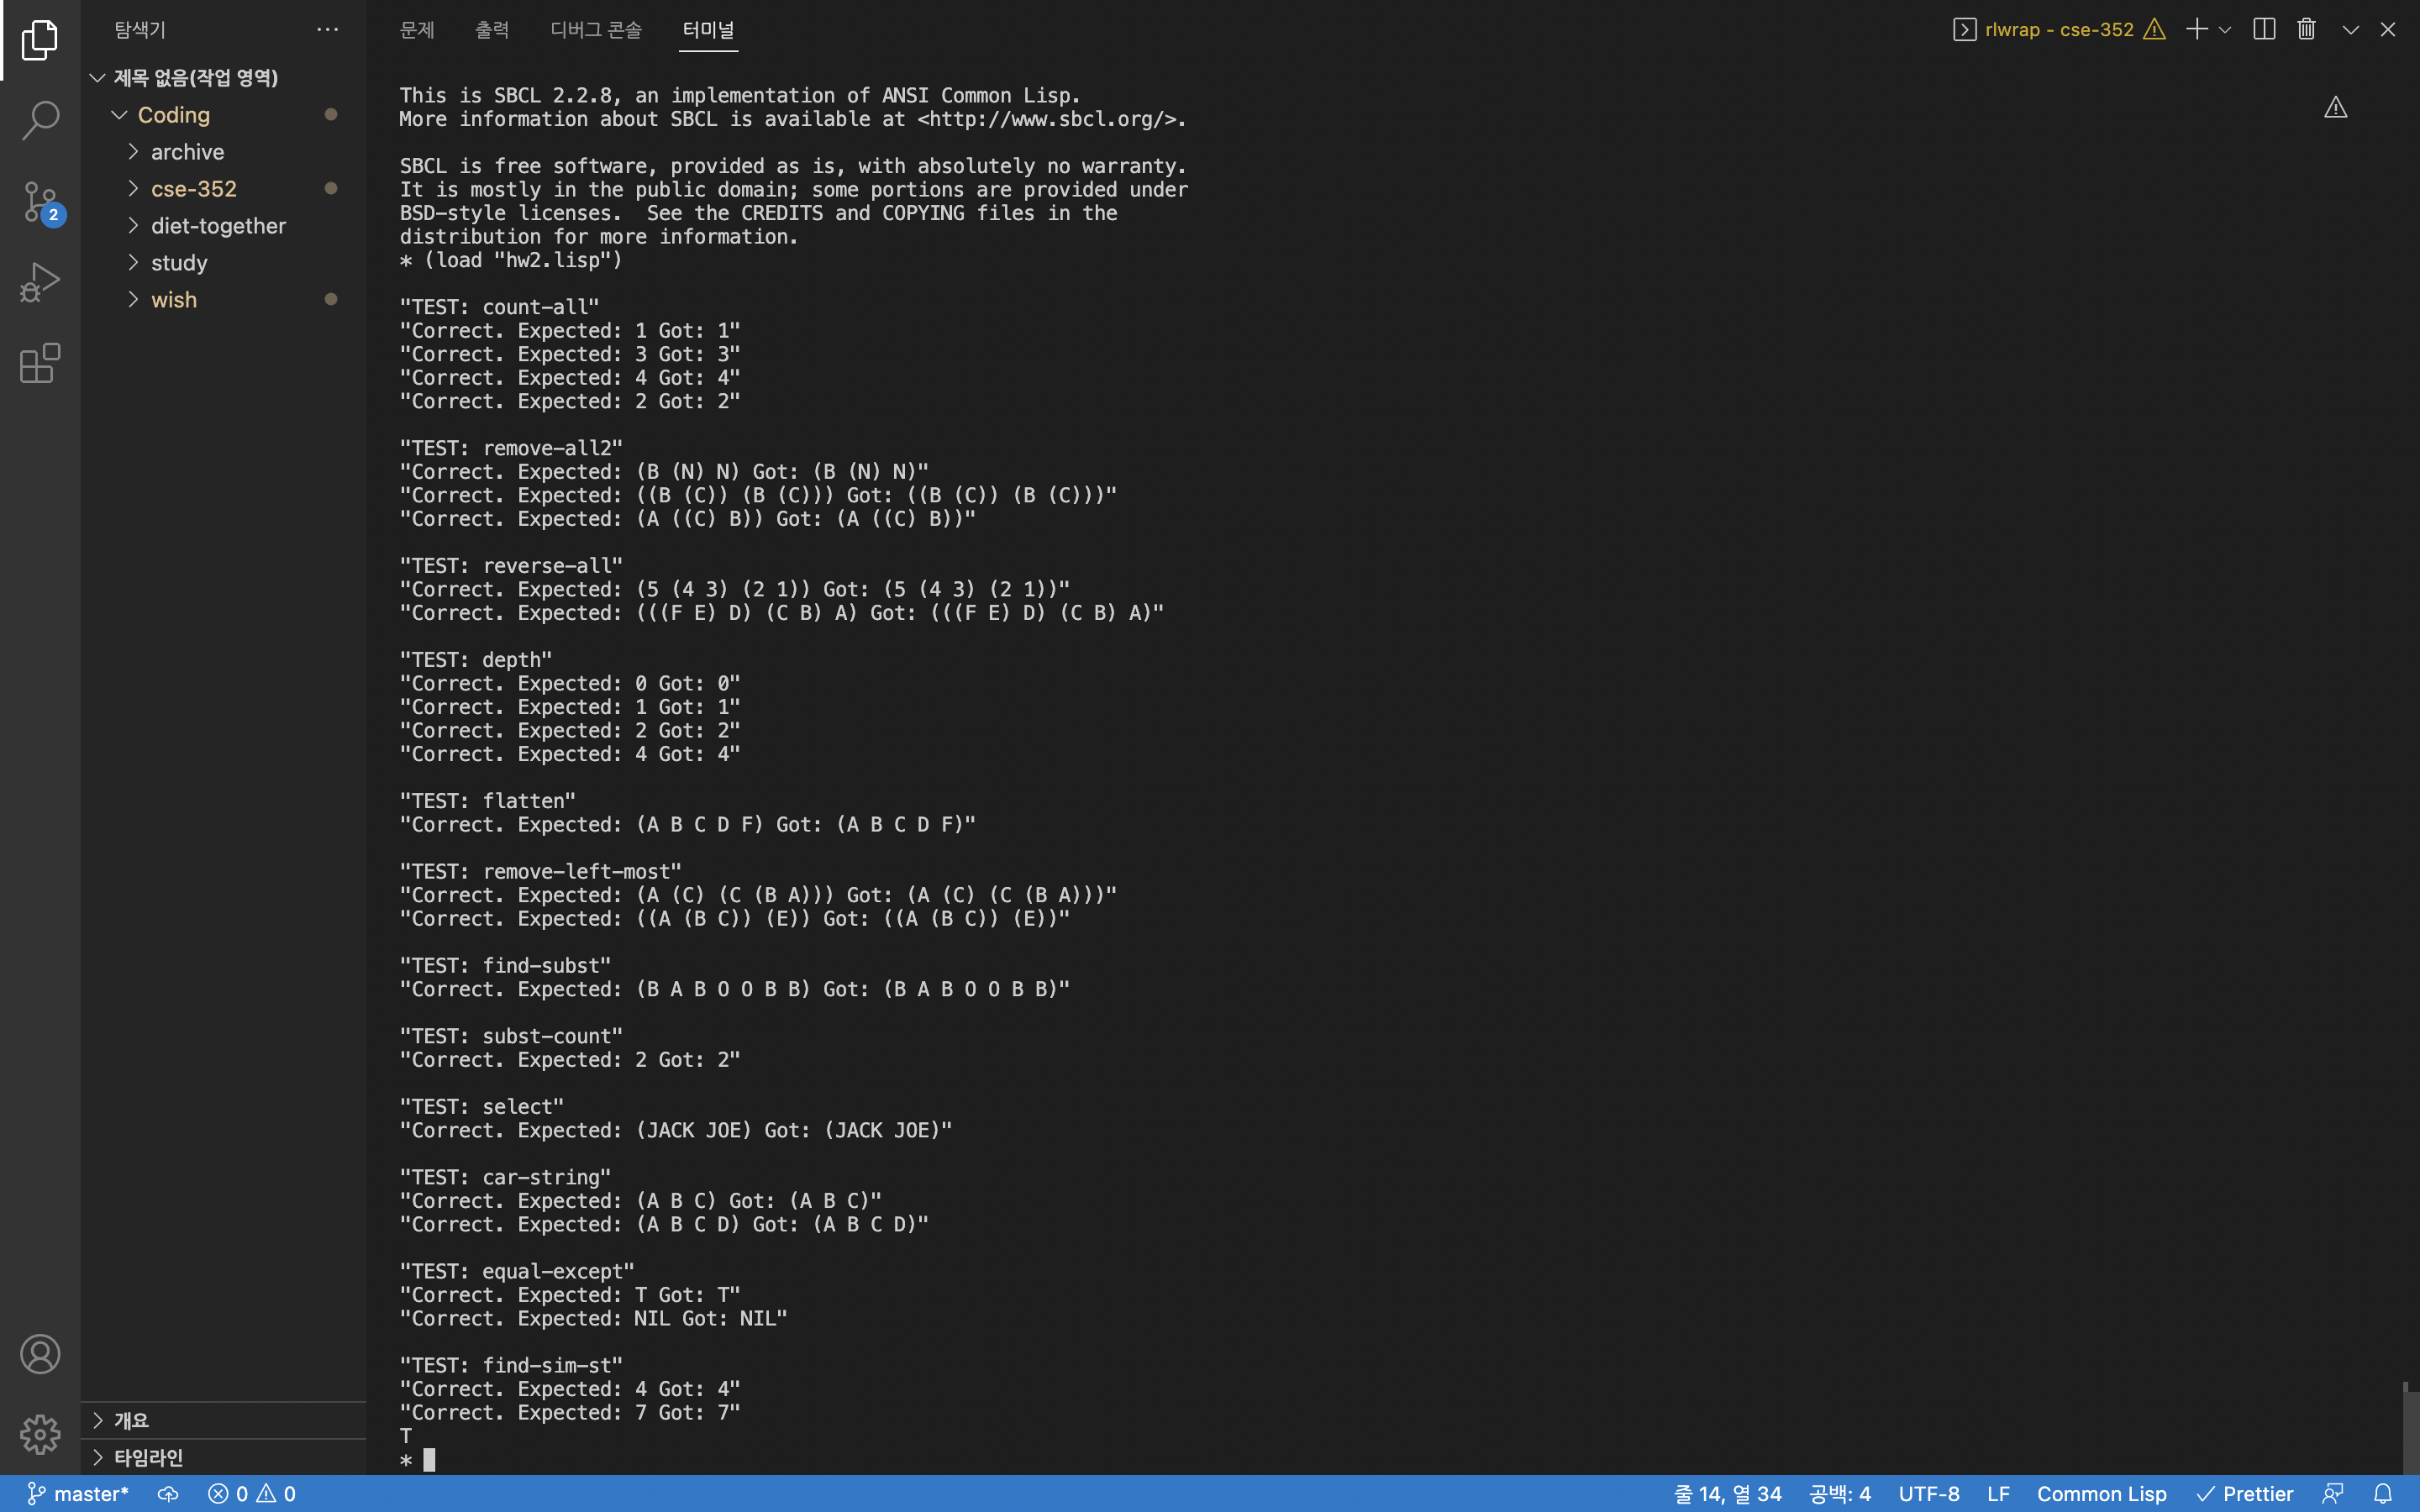 탐색기
제목 없음(작업 영역)
Coding
archive
cse-352
diet-together
study
wish
2
개요
타임라인
문제 출력 디버그 콘솔 터미널
rlwrap - cse-352
This is SBCL 2.2.8, an implementation of ANSI Common Lisp.
More information about SBCL is available at <http://www.sbcl.org/>.
SBCL is free software, provided as is, with absolutely no warranty.
It is mostly in the public domain; some portions are provided under
BSD-style licenses.  See the CREDITS and COPYING files in the
distribution for more information.
* (load "hw2.lisp")
"TEST: count-all"
"Correct. Expected: 1 Got: 1"
"Correct. Expected: 3 Got: 3"
"Correct. Expected: 4 Got: 4"
"Correct. Expected: 2 Got: 2"
"TEST: remove-all2"
"Correct. Expected: (B (N) N) Got: (B (N) N)"
"Correct. Expected: ((B (C)) (B (C))) Got: ((B (C)) (B (C)))"
"Correct. Expected: (A ((C) B)) Got: (A ((C) B))"
"TEST: reverse-all"
"Correct. Expected: (5 (4 3) (2 1)) Got: (5 (4 3) (2 1))"
"Correct. Expected: (((F E) D) (C B) A) Got: (((F E) D) (C B) A)"
"TEST: depth"
"Correct. Expected: 0 Got: 0"
"Correct. Expected: 1 Got: 1"
"Correct. Expected: 2 Got: 2"
"Correct. Expected: 4 Got: 4"
"TEST: flatten"
"Correct. Expected: (A B C D F) Got: (A B C D F)"
"TEST: remove-left-most"
"Correct. Expected: (A (C) (C (B A))) Got: (A (C) (C (B A)))"
"Correct. Expected: ((A (B C)) (E)) Got: ((A (B C)) (E))"
"TEST: find-subst"
"Correct. Expected: (B A B O O B B) Got: (B A B O O B B)"
"TEST: subst-count"
"Correct. Expected: 2 Got: 2"
"TEST: select"
"Correct. Expected: (JACK JOE) Got: (JACK JOE)"
"TEST: car-string"
"Correct. Expected: (A B C) Got: (A B C)"
"Correct. Expected: (A B C D) Got: (A B C D)"
"TEST: equal-except"
"Correct. Expected: T Got: T"
"Correct. Expected: NIL Got: NIL"
"TEST: find-sim-st"
"Correct. Expected: 4 Got: 4"
"Correct. Expected: 7 Got: 7"
T
*
master* 0 0 줄 14, 열 34 공백: 4 UTF-8 LF Common Lisp Prettier